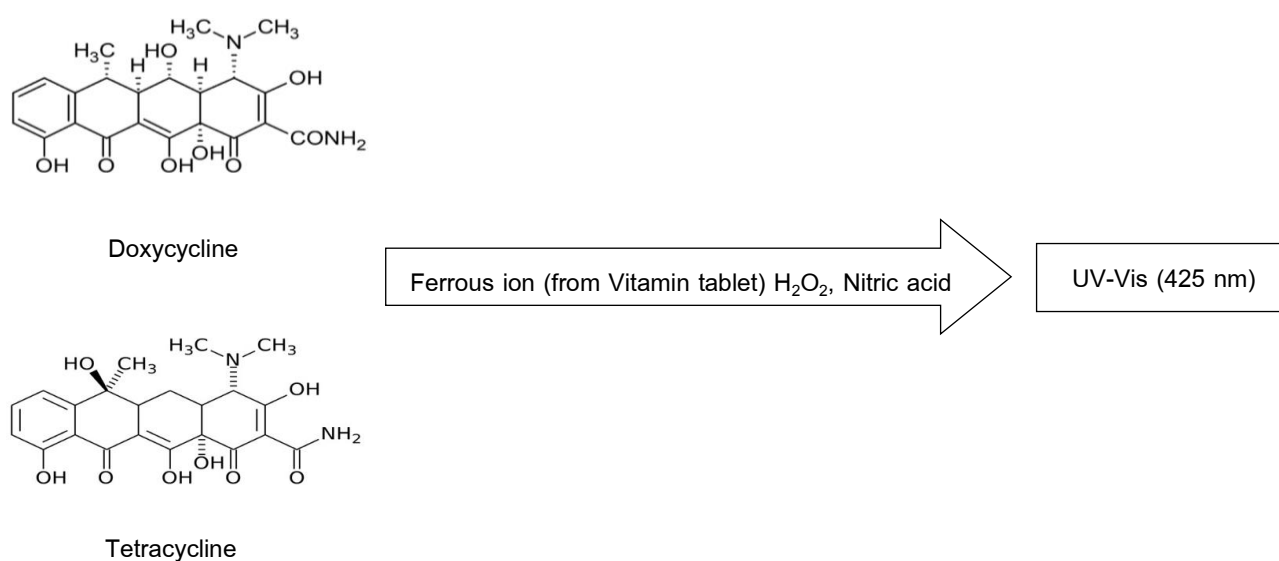 H₃C CH₃
N
H₃C HO
H H
OH
CONH₂
OH O OH OH O
Doxycycline
Ferrous ion (from Vitamin tablet) H₂O₂, Nitric acid
UV-Vis (425 nm)
H₃C CH₃
N
HO CH₃
OH
NH₂
OH O OH OH O O
Tetracycline